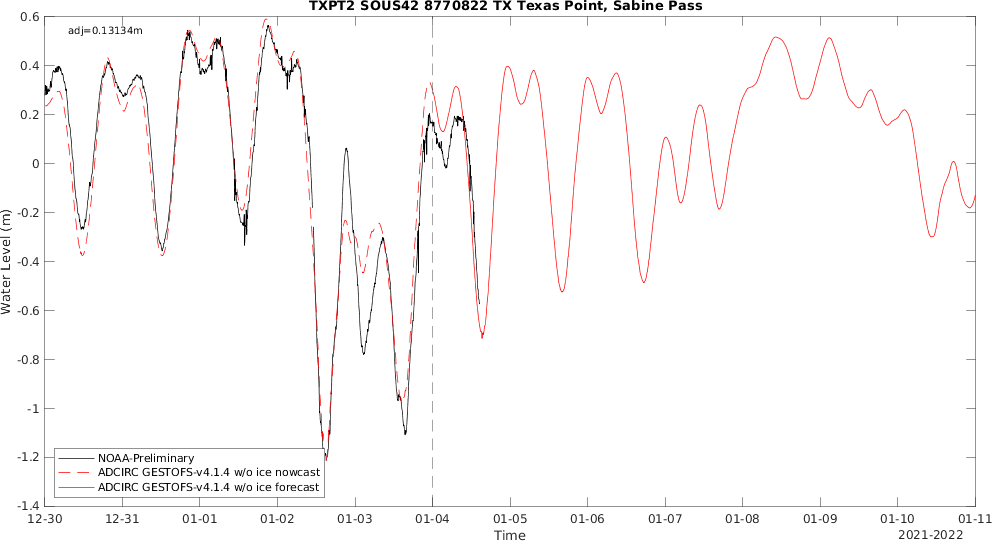 TXPT2 SOUS42 8770822 TX Texas Point, Sabine Pass
adj=0.13134m
0.6
0.4
0.2
0
-0.2
-0.4
-0.6
-0.8
-1
-1.2
-1.4
Water Level (m)
NOAA-Preliminary
ADCIRC GESTOFS-v4.1.4 w/o ice nowcast
ADCIRC GESTOFS-v4.1.4 w/o ice forecast
12-30 12-31 01-01 01-02 01-03 01-04 01-05 01-06 01-07 01-08 01-09 01-10 01-11
Time
2021-2022